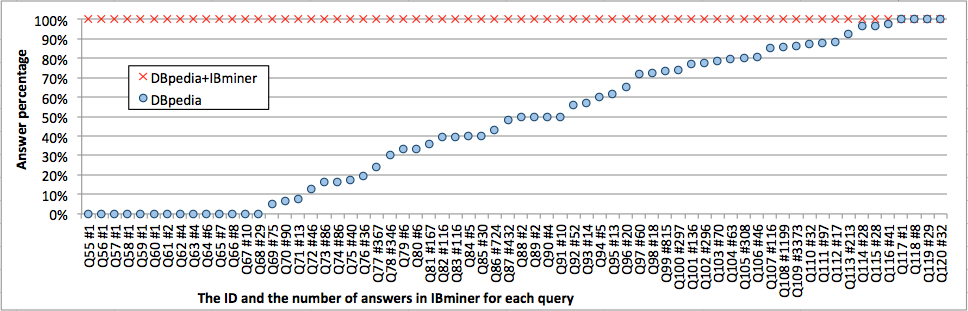 100%
90%
80%
70%
60%
50%
40%
30%
20%
10%
0%
Answer percentage
DBpedia+IBminer
DBpedia
Q55 #1
Q56 #1
Q57 #1
Q58 #1
Q59 #1
Q60 #1
Q61 #2
Q62 #4
Q63 #4
Q64 #6
Q65 #7
Q66 #8
Q67 #10
Q68 #29
Q69 #75
Q70 #90
Q71 #13
Q72 #46
Q73 #86
Q74 #86
Q75 #40
Q76 #36
Q77 #367
Q78 #346
Q79 #6
Q80 #6
Q81 #167
Q82 #116
Q83 #116
Q84 #5
Q85 #30
Q86 #724
Q87 #432
Q88 #2
Q89 #2
Q90 #4
Q91 #10
Q92 #52
Q93 #14
Q94 #5
Q95 #13
Q96 #20
Q97 #60
Q98 #18
Q99 #815
Q100 #297
Q101 #136
Q102 #296
Q103 #70
Q104 #63
Q105 #308
Q106 #46
Q107 #116
Q108 #1199
Q109 #3373
Q110 #32
Q111 #97
Q112 #17
Q113 #213
Q114 #28
Q115 #28
Q116 #41
Q117 #1
Q118 #8
Q119 #29
Q120 #32
The ID and the number of answers in IBminer for each query